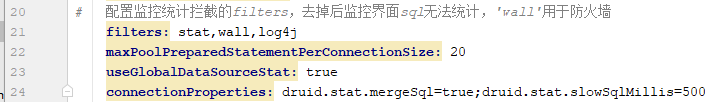 20 # 配置监控统计拦截的filters，去掉后监控界面sql无法统计，'wall'用于防火墙
21 filters: stat,wall,log4j
22 maxPoolPreparedStatementPerConnectionSize: 20
23 useGlobalDataSourceStat: true
24 connectionProperties: druid.stat.mergeSql=true;druid.stat.slowSqlMillis=500